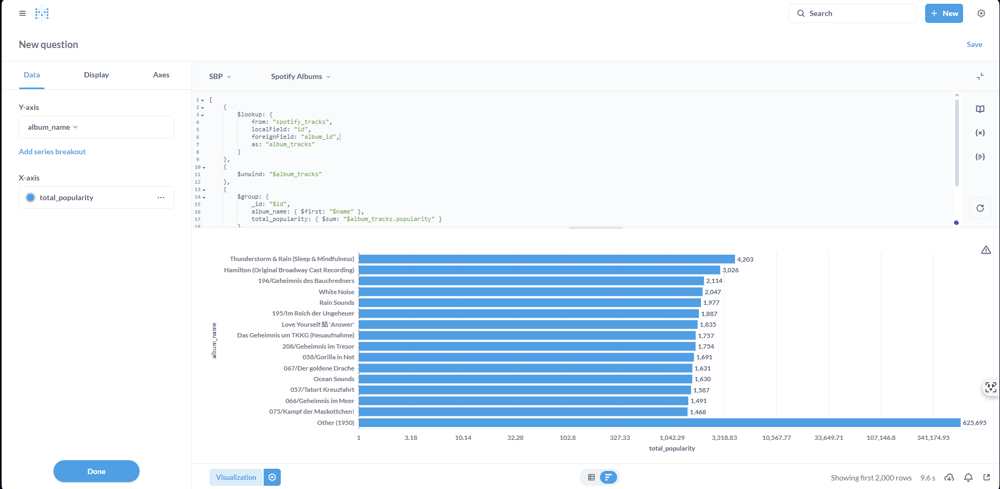 Search
New
New question
Save
Data
Display
Axes
SBP
Spotify Albums
Y-axis
album_name
Add series breakout
X-axis
total_popularity
Done
1 [
2 {
3 $lookup: {
4 from: "spotify_tracks",
5 localField: "id",
6 foreignField: "album_id",
7 as: "album_tracks"
8 }
9 },
10 {
11 $unwind: "$album_tracks"
12 },
13 {
14 $group: {
15 _id: "$id",
16 album_name: { $first: "$name" },
17 total_popularity: { $sum: "$album_tracks.popularity" }
18 }
album_name
Thunderstorm & Rain (Sleep & Mindfulness) 4,203
Hamilton (Original Broadway Cast Recording) 3,026
196/Geheimnis des Bauchredners 2,114
White Noise 2,047
Rain Sounds 1,977
195/Im Reich der Ungeheuer 1,887
Love Yourself 結 'Answer' 1,835
Das Geheimnis um TKKG (Neuaufnahme) 1,757
208/Geheimnis im Tresor 1,754
058/Gorilla in Not 1,691
067/Der goldene Drache 1,631
Ocean Sounds 1,630
057/Tatort Kreuzfahrt 1,587
066/Geheimnis im Meer 1,491
075/Kampf der Maskottchen! 1,468
Other (1950) 625,695
1 3.18 10.14 32.28 102.8 327.33 1,042.29 3,318.83 10,567.77 33,649.71 107,146.8 341,174.95
total_popularity
Visualization
Showing first 2,000 rows 9.6 s